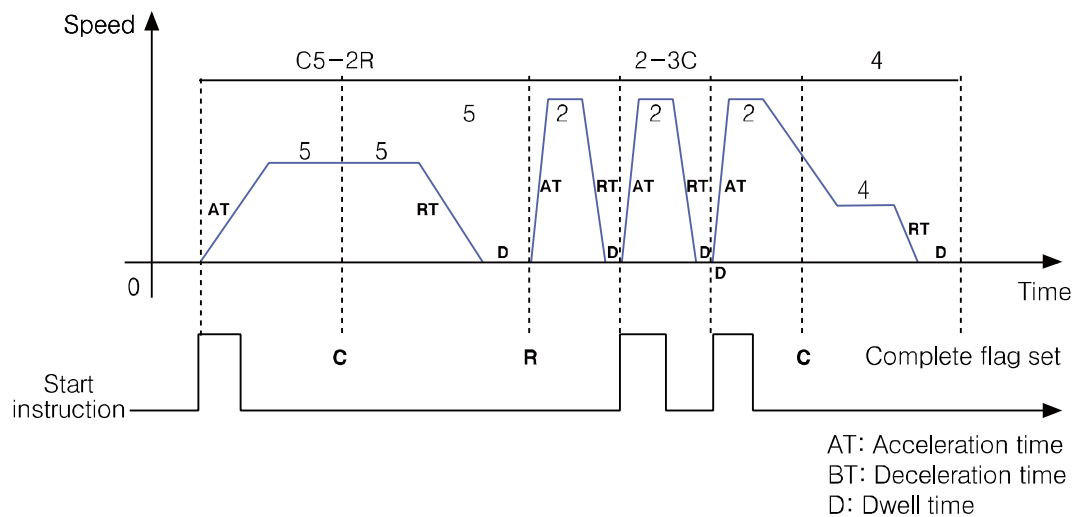 Speed
C5-2R 2-3C 4
5 2 2 2
5 5
4
AT RT AT RT AT RT AT RT
D D D D
D
0
Time
C R C Complete flag set
Start
instruction
AT: Acceleration time
BT: Deceleration time
D: Dwell time